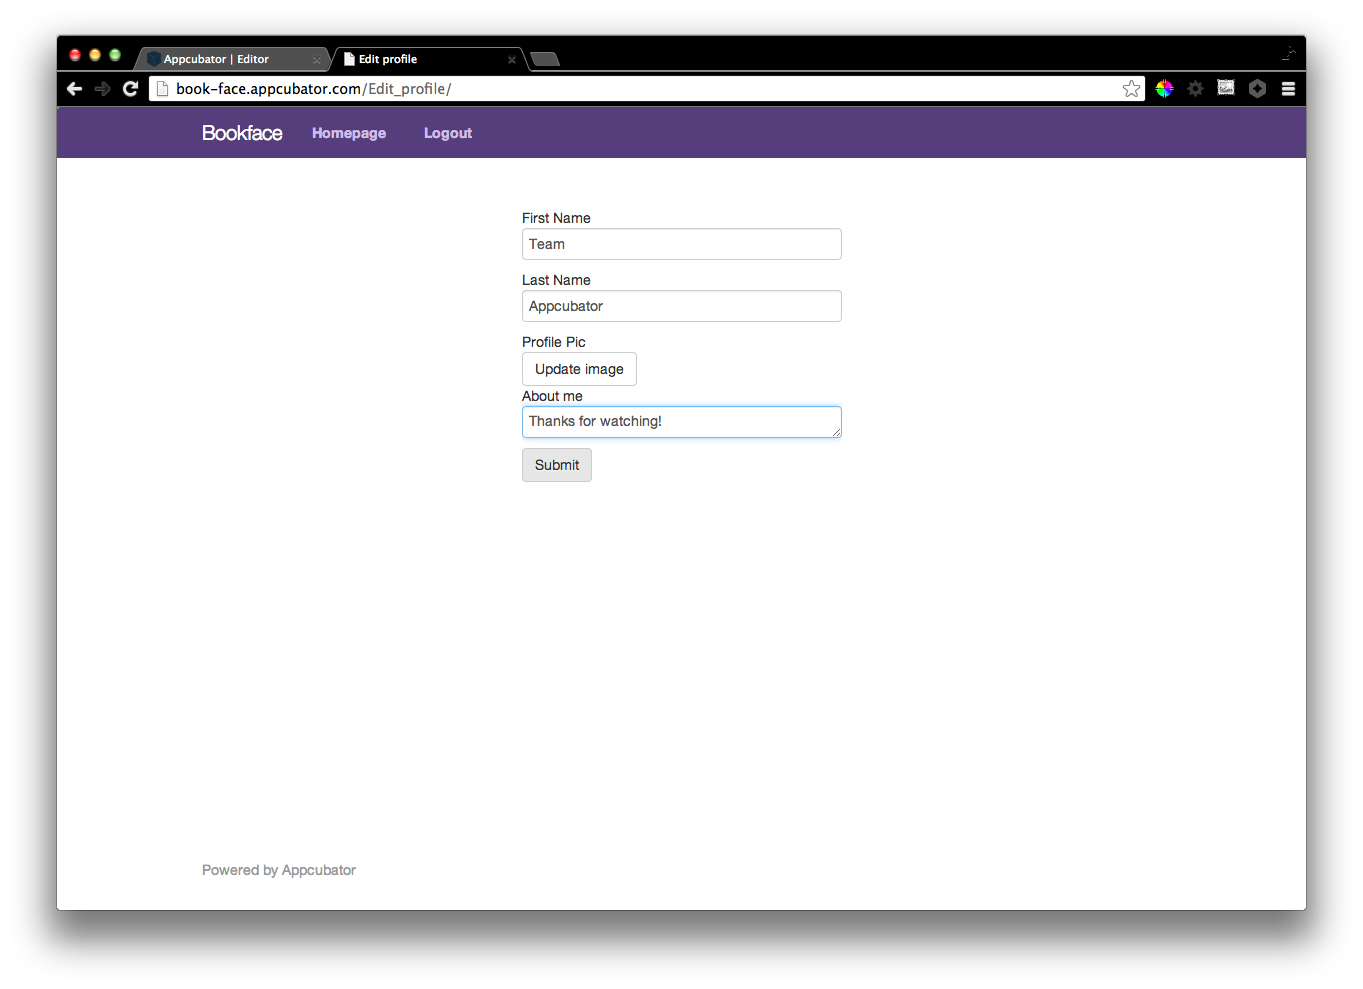 Appcubator | Editor
Edit profile
book-face.appcubator.com/Edit_profile/
Bookface Homepage Logout
First Name
Team
Last Name
Appcubator
Profile Pic
Update image
About me
Thanks for watching!
Submit
Powered by Appcubator